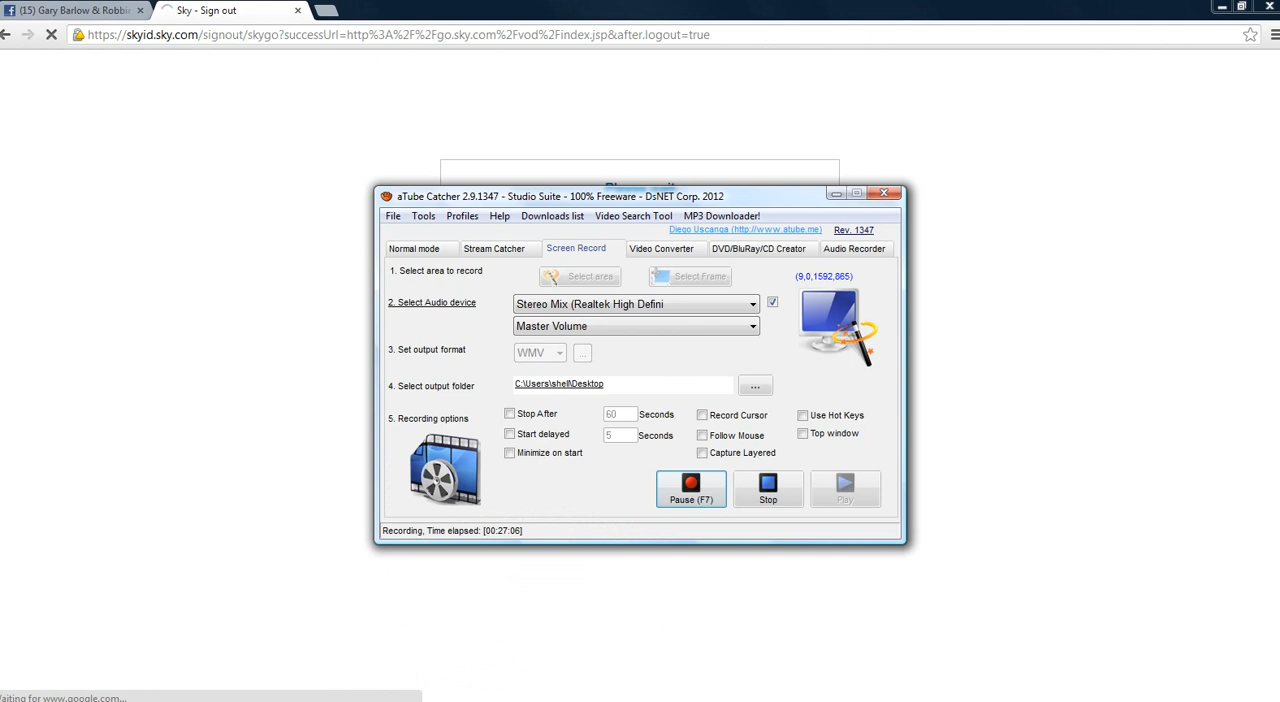 (15) Gary Barlow & Robbi
Sky - Sign out
https://skyid.sky.com/signout/skygo?successUrl=http%3A%2F%2Fgo.sky.com%2Fvod%2Findex.jsp&after.logout=true
aTube Catcher 2.9.1347 - Studio Suite - 100% Freeware - DsNET Corp. 2012
File Tools Profiles Help Downloads list Video Search Tool MP3 Downloader!
Diego Uscanga (http://www.atube.me) Rev. 1347
Normal mode Stream Catcher Screen Record Video Converter DVD/BluRay/CD Creator Audio Recorder
1. Select area to record Select area Select Frame (9,0,1592,865)
2. Select Audio device Stereo Mix (Realtek High Defini
Master Volume
3. Set output format WMV ...
4. Select output folder C:\Users\shell\Desktop ...
5. Recording options Stop After 60 Seconds Record Cursor Use Hot Keys
Start delayed 5 Seconds Follow Mouse Top window
Minimize on start Capture Layered
Pause (F7) Stop Play
Recording, Time elapsed: [00:27:06]
aiting for www.google.com...